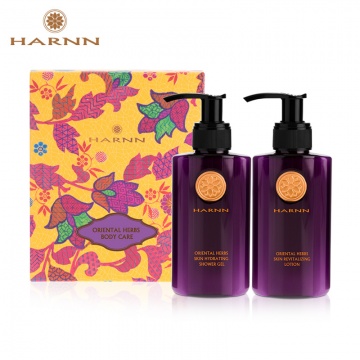 HARNN
HARNN
ORIENTAL HERBS
BODY CARE
HARNN
ORIENTAL HERBS
SKIN HYDRATING
SHOWER GEL
HARNN
ORIENTAL HERBS
SKIN REVITALIZING
LOTION